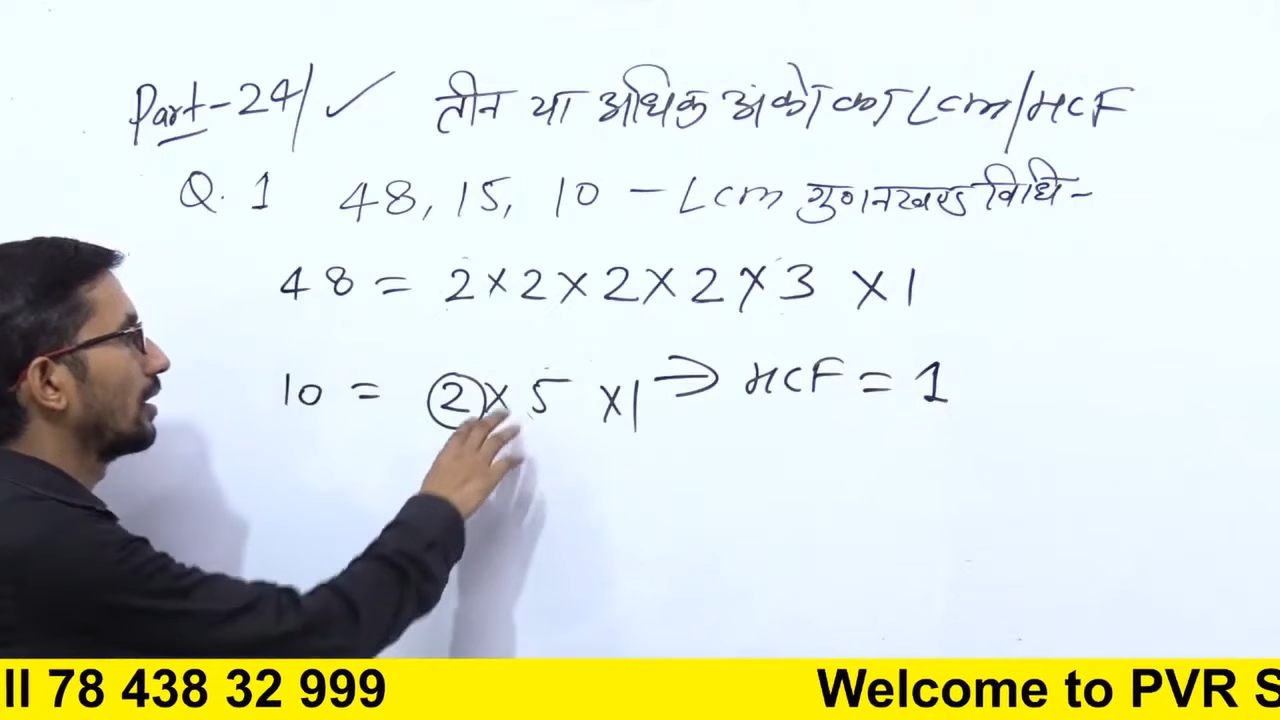 Part-24/ ✓ तीन या अधिक अंको का Lcm/HCF
Q. 1 48, 15, 10 - Lcm गुणनखण्ड विधि-
48 = 2×2×2×2×3 ×1
10 = 2×5 ×1 → HCF = 1
ll 78 438 32 999 Welcome to PVR S